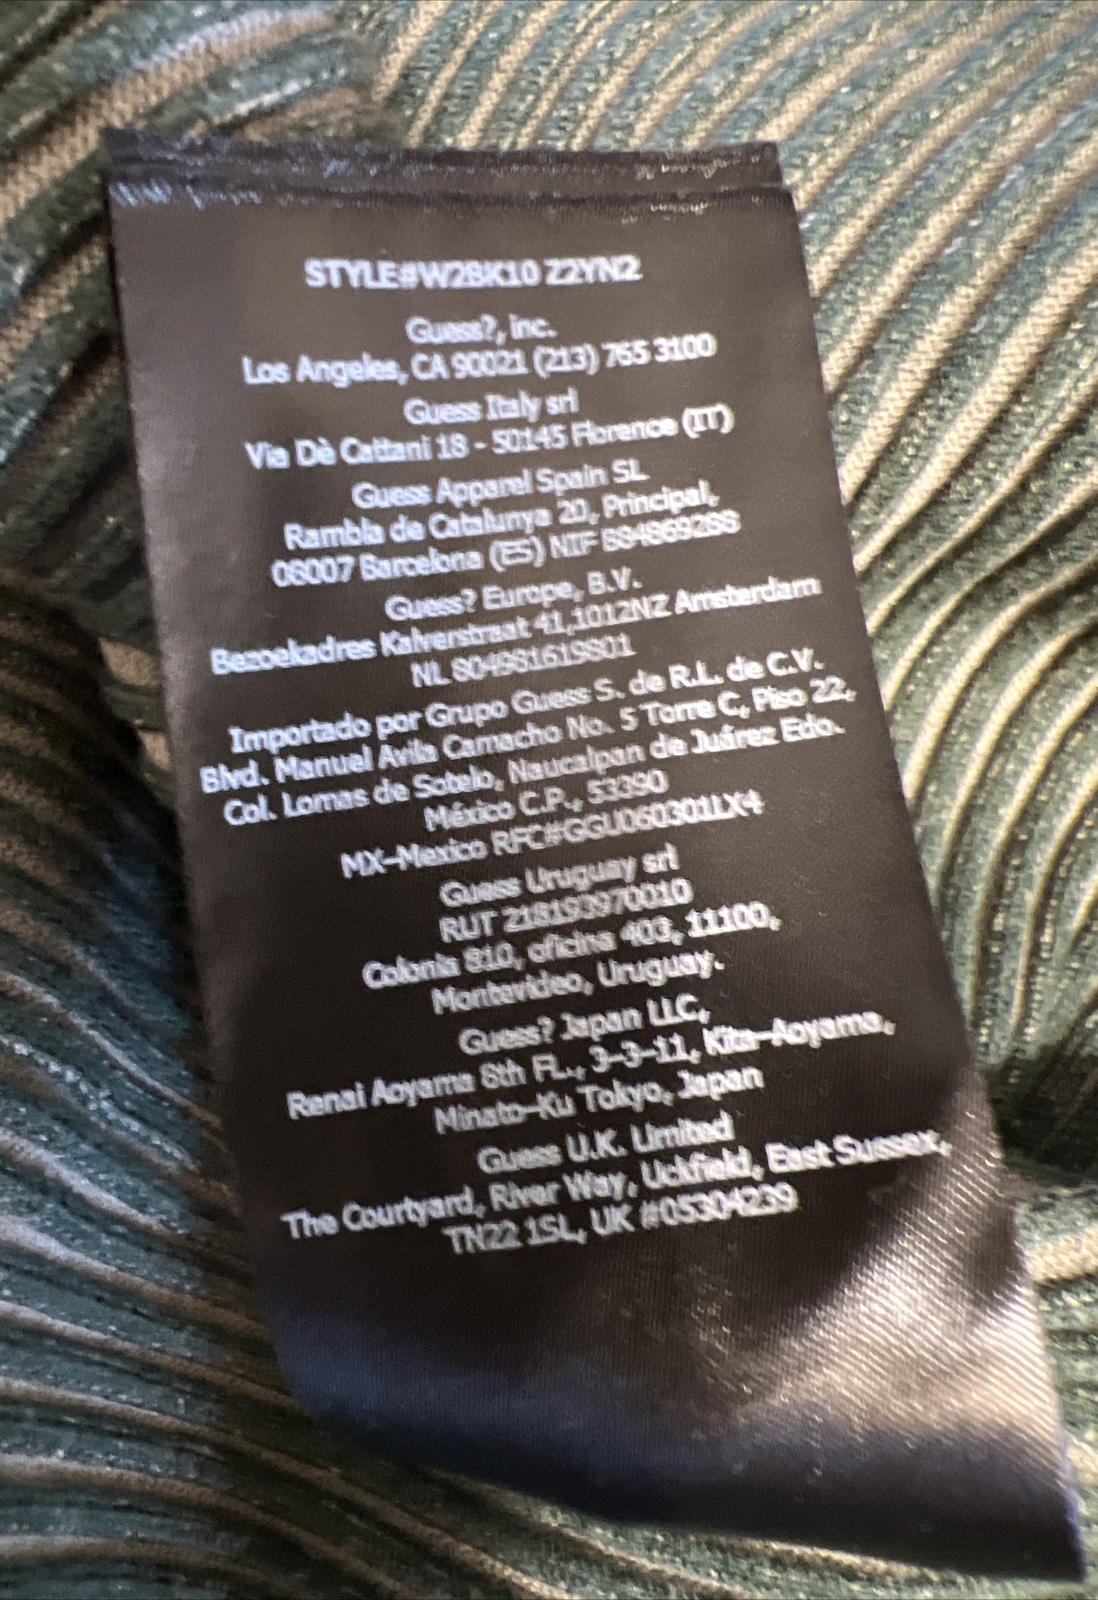 STYLE#W2BK10 Z2YN2
Guess?, Inc.
Los Angeles, CA 90021 (213) 765 3100
Guess Italy srl
Via Dè Cattani 18 - 50145 Florence (IT)
Guess Apparel Spain SL
Rambla de Catalunya 20, Principal,
08007 Barcelona (ES) NIF B84869288
Guess? Europe, B.V.
Bezoekadres Kalverstraat 41,1012NZ Amsterdam
NL 804881619B01
Importado por Grupo Guess S. de R.L. de C.V.
Blvd. Manuel Avila Camacho No. 5 Torre C, Piso 22,
Col. Lomas de Sotelo, Naucalpan de Juárez Edo.
México C.P., 53390
MX–Mexico RFC#GGU060301LX4
Guess Uruguay srl
RUT 218193970010
Colonia 810, oficina 403, 11100,
Montevideo, Uruguay.
Guess? Japan LLC,
Renai Aoyama 8th FL., 3–3–11, Kita–Aoyama,
Minato–Ku Tokyo, Japan
Guess U.K. Limited
The Courtyard, River Way, Uckfield, East Sussex,
TN22 1SL, UK #05304239